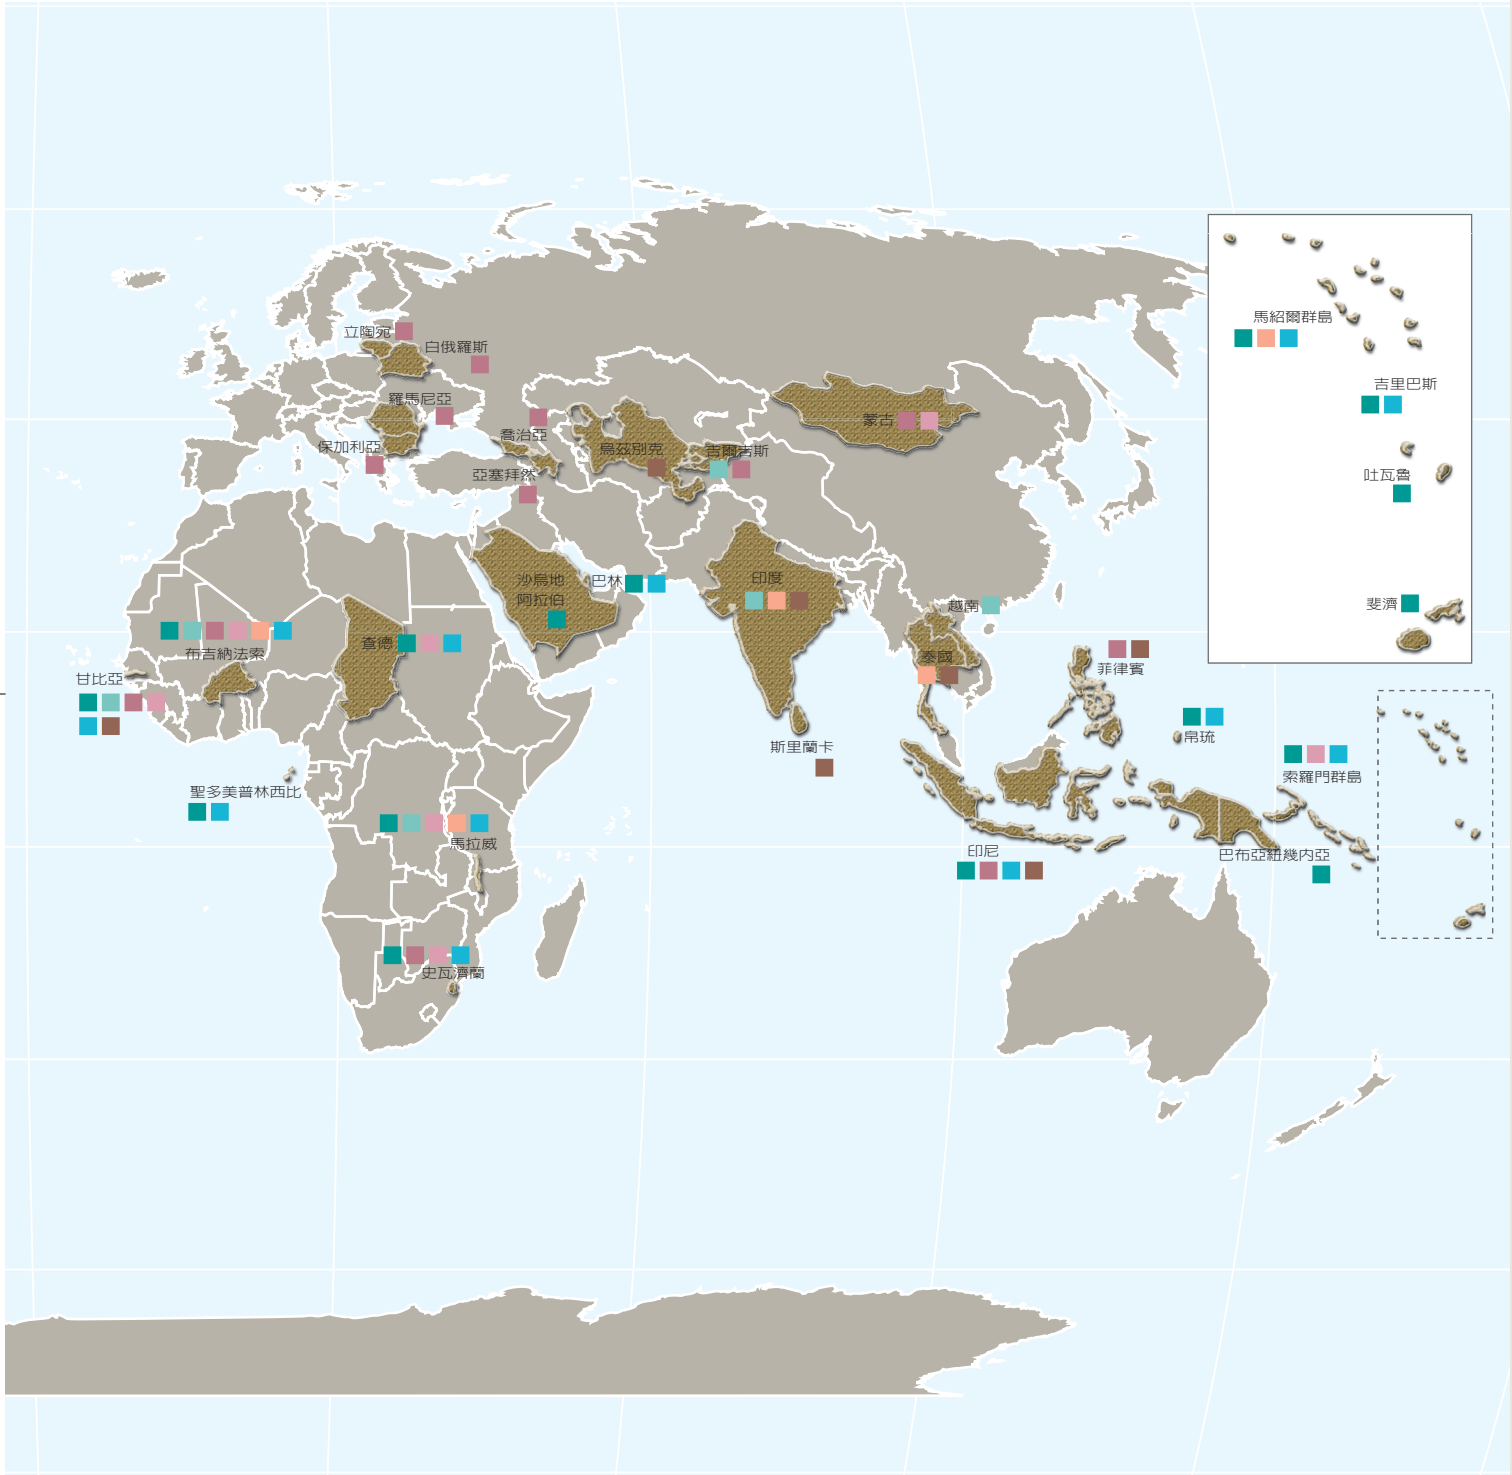 馬紹爾群島
立陶宛
白俄羅斯
吉里巴斯
羅馬尼亞
蒙古
喬治亞
保加利亞
烏茲別克
吉爾吉斯
亞塞拜然
吐瓦魯
沙烏地
阿拉伯
巴林
印度
越南
斐濟
查德
布吉納法索
泰國
菲律賓
甘比亞
帛琉
斯里蘭卡
索羅門群島
聖多美普林西比
馬拉威
印尼
巴布亞紐幾內亞
史瓦濟蘭